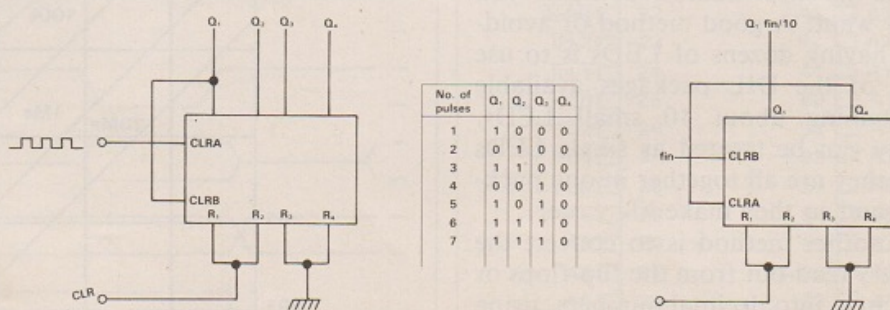 Q₁ Q₂ Q₃ Q₄
CLRA
CLRB
R₁ R₂ R₃ R₄
CLR
No. of pulses Q₁ Q₂ Q₃ Q₄
1 1 0 0 0
2 0 1 0 0
3 1 1 0 0
4 0 0 1 0
5 1 0 1 0
6 1 1 0
7 1 1 1 0
Q₁ fin/10
Q₁ Q₄
fin
CLRB
CLRA
R₁ R₂ R₃ R₄